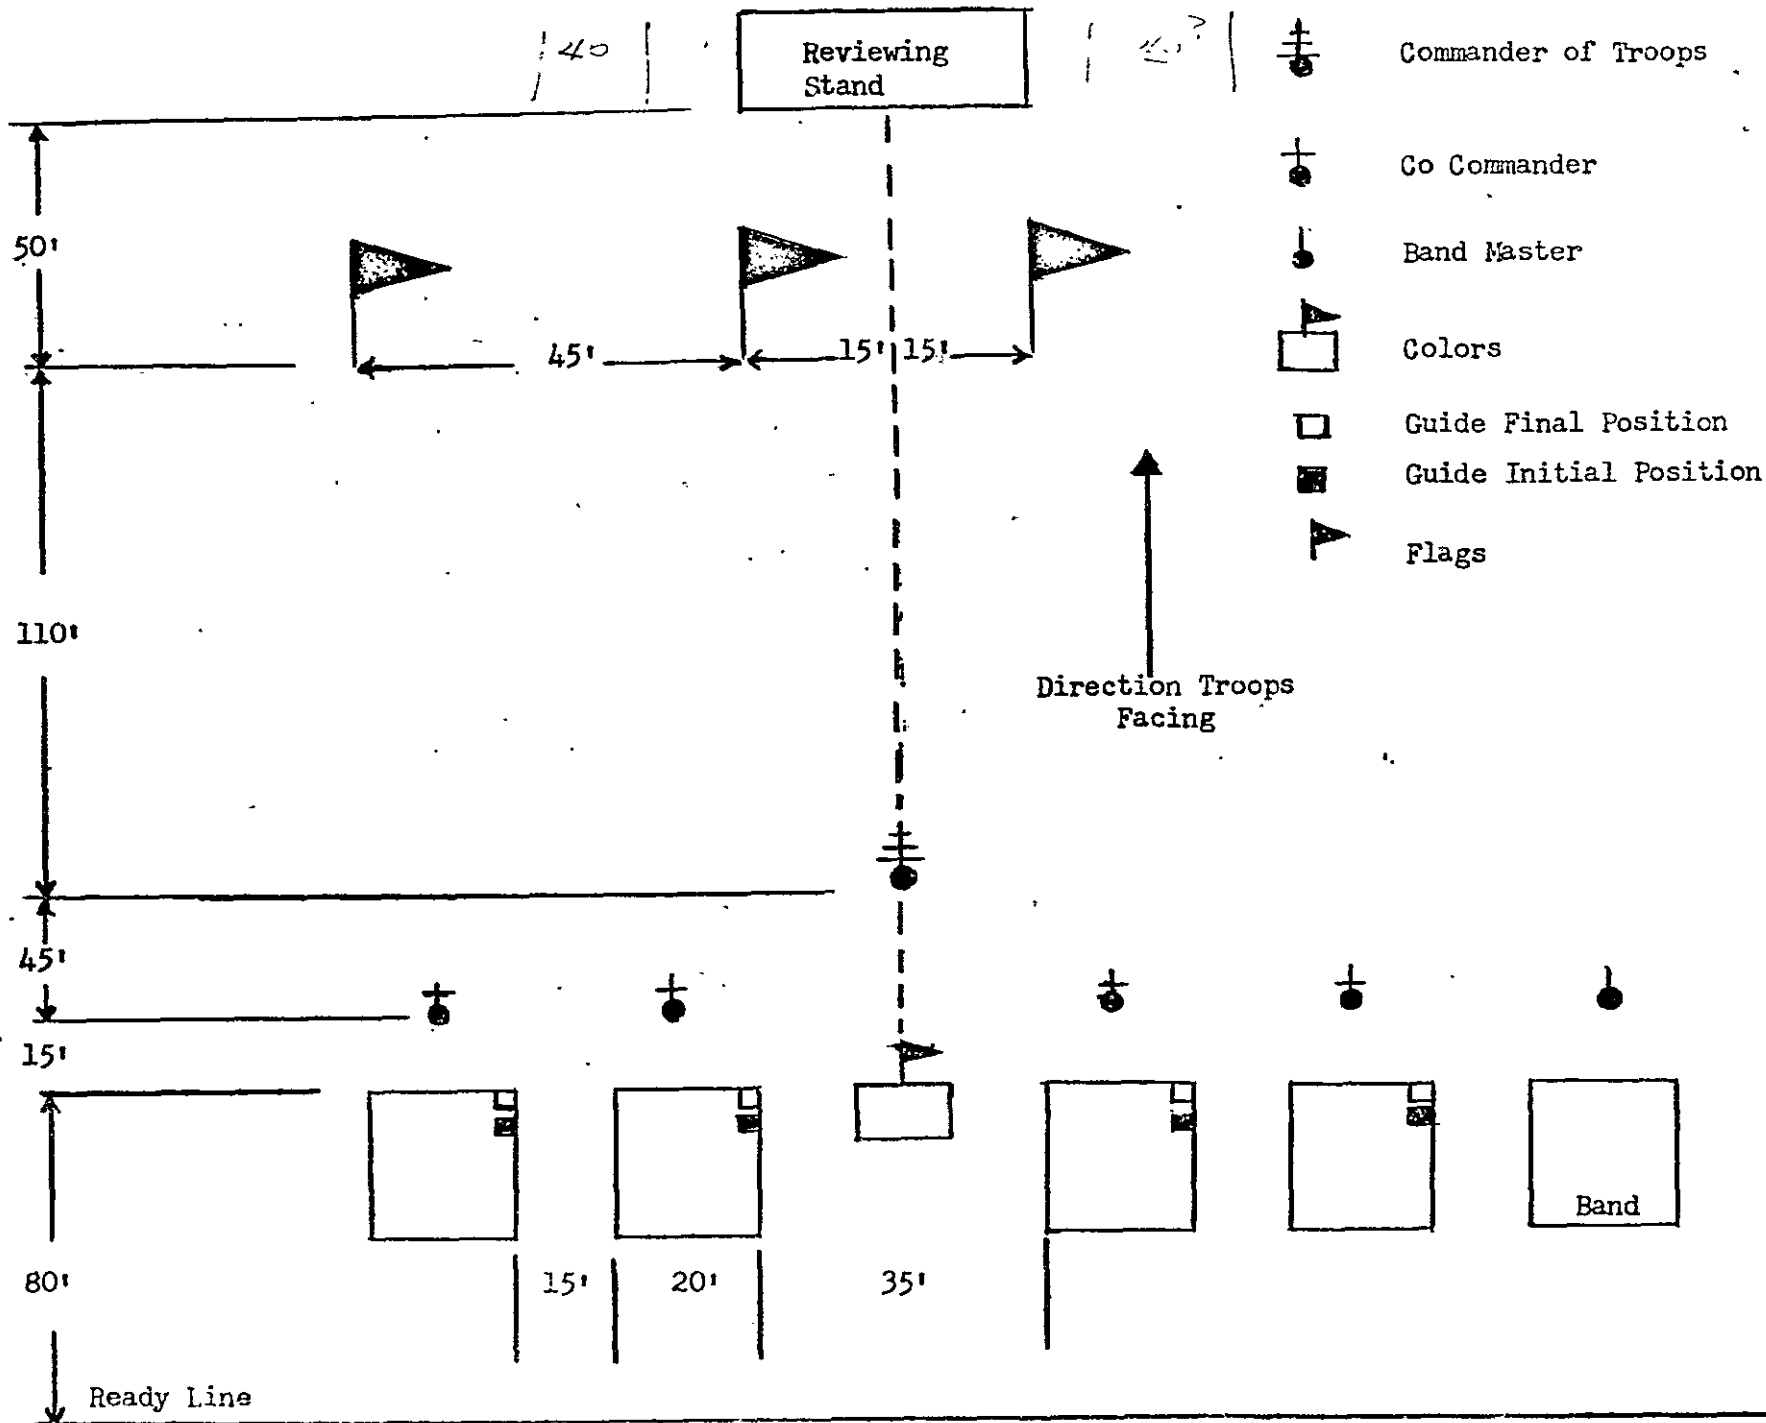 40
Reviewing
Stand
Commander of Troops
Co Commander
Band Master
Colors
Guide Final Position
Guide Initial Position
Flags
50'
45'
15' 15'
110'
Direction Troops
Facing
45'
15'
Band
80'
15'
20'
35'
Ready Line